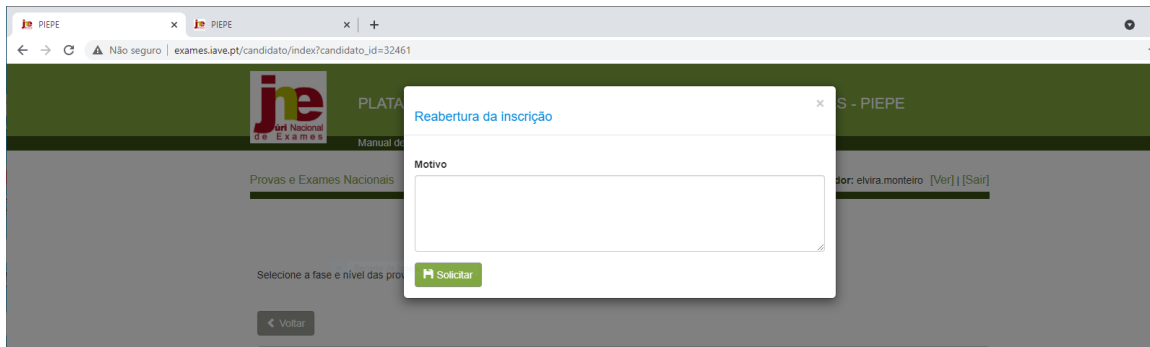 PIEPE
PIEPE
Não seguro | exames.iave.pt/candidato/index?candidato_id=32461
jne
Júri Nacional
de Exames
PLATA
S - PIEPE
Manual de
Reabertura da inscrição
×
Motivo
Provas e Exames Nacionais
dor: elvira.monteiro [Ver] | [Sair]
Selecione a fase e nível das prov
Solicitar
Voltar